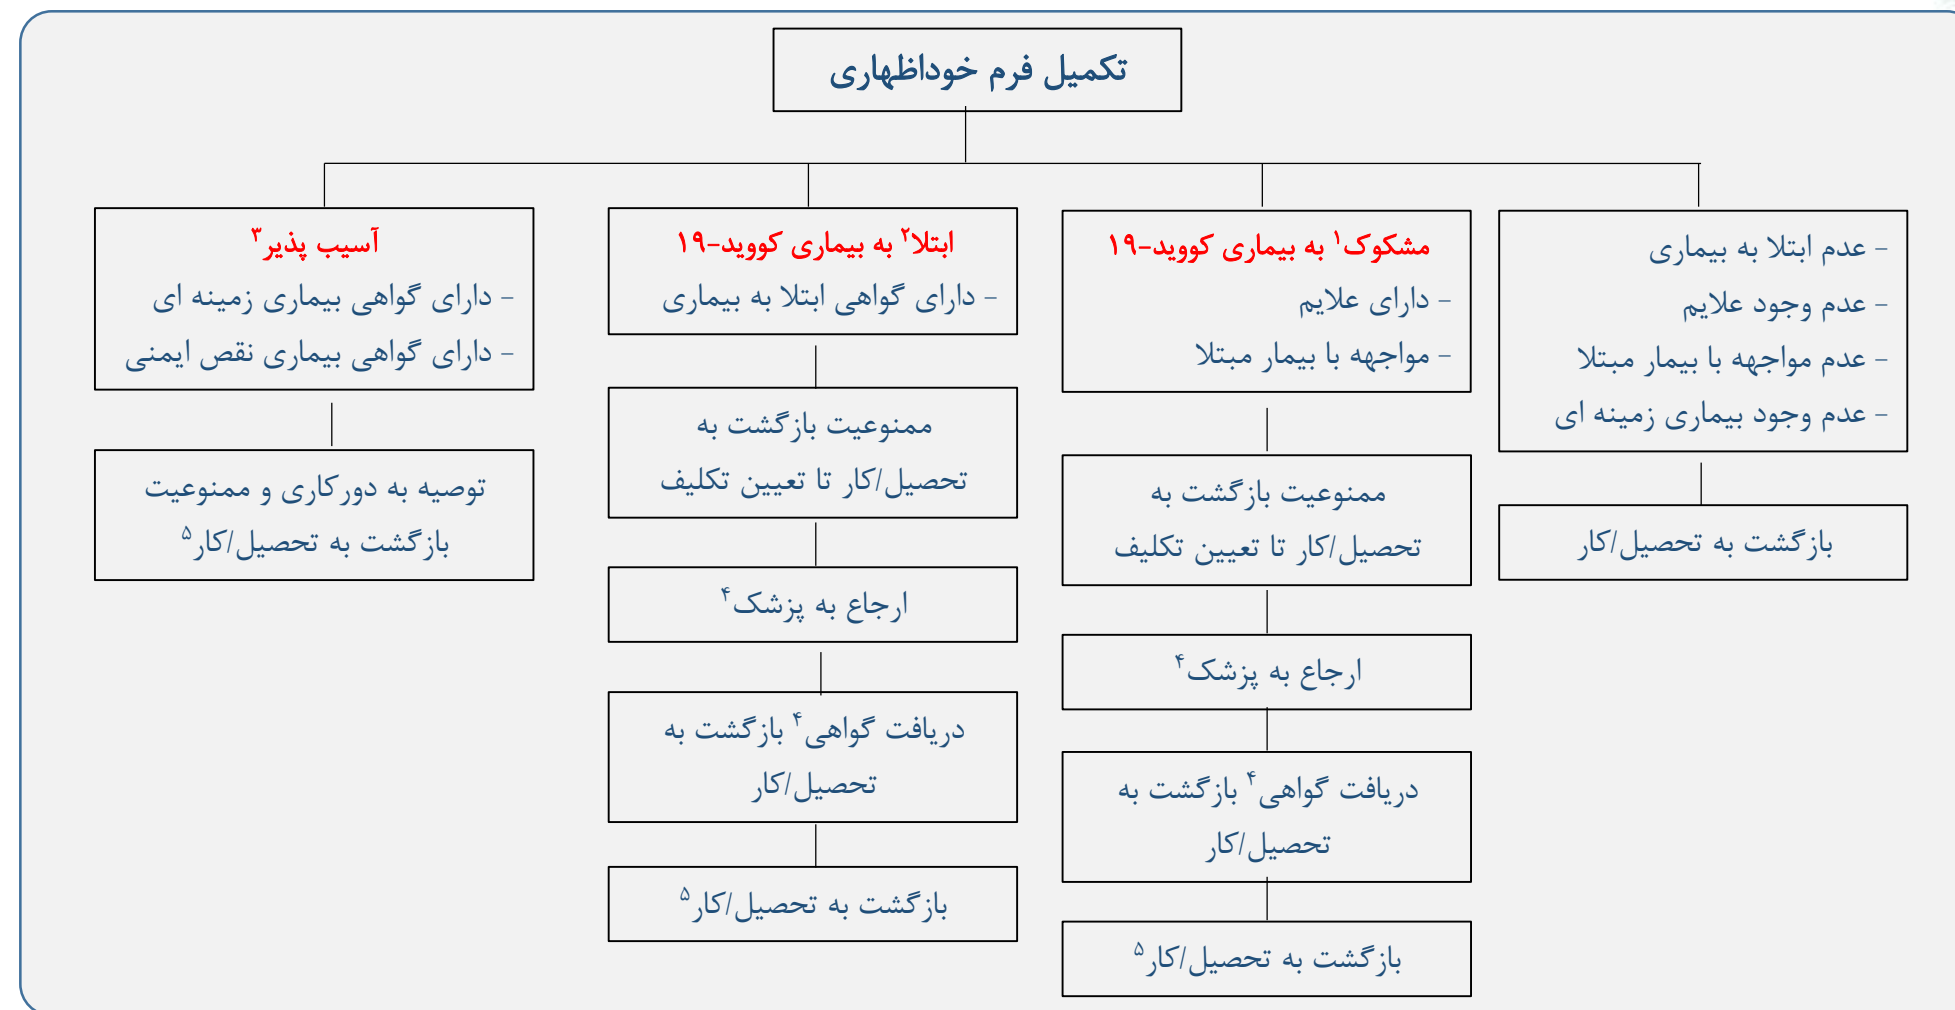 تکمیل فرم خوداظهاری
- عدم ابتلا به بیماری
- عدم وجود علایم
- عدم مواجهه با بیمار مبتلا
- عدم وجود بیماری زمینه ای
بازگشت به تحصیل/کار
مشکوک۱ به بیماری کووید-۱۹
- دارای علایم
- مواجهه با بیمار مبتلا
ممنوعیت بازگشت به
تحصیل/کار تا تعیین تکلیف
ارجاع به پزشک۴
دریافت گواهی۴ بازگشت به
تحصیل/کار
بازگشت به تحصیل/کار۵
ابتلا۲ به بیماری کووید-۱۹
- دارای گواهی ابتلا به بیماری
ممنوعیت بازگشت به
تحصیل/کار تا تعیین تکلیف
ارجاع به پزشک۴
دریافت گواهی۴ بازگشت به
تحصیل/کار
بازگشت به تحصیل/کار۵
آسیب پذیر۳
- دارای گواهی بیماری زمینه ای
- دارای گواهی بیماری نقص ایمنی
توصیه به دورکاری و ممنوعیت
بازگشت به تحصیل/کار۵